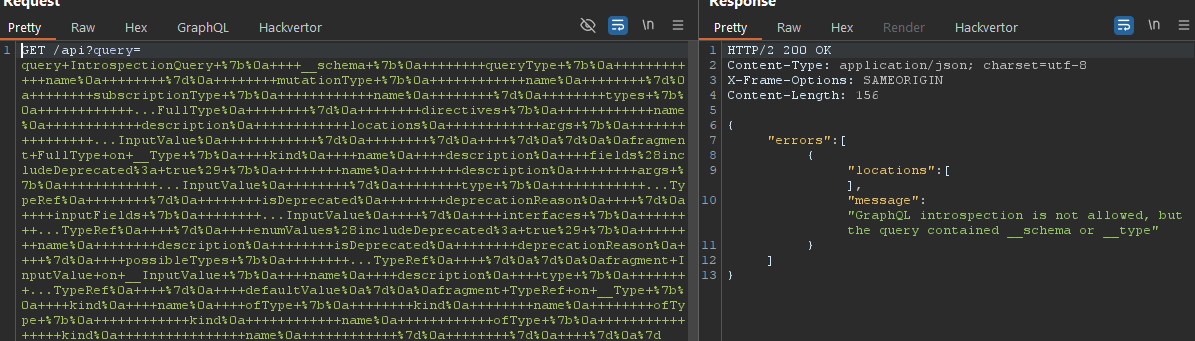 Request
Response
Pretty Raw Hex GraphQL Hackvertor \n
Pretty Raw Hex Render Hackvertor \n
1 GET /api?query=
query+IntrospectionQuery+%7b%0a++++__schema+%7b%0a++++++++queryType+%7b%0a+++++++++
+++name%0a++++++++%7d%0a++++++++mutationType+%7b%0a++++++++++++name%0a++++++++%7d%0
a++++++++subscriptionType+%7b%0a++++++++++++name%0a++++++++%7d%0a++++++++types+%7b%
0a++++++++++++...FullType%0a++++++++%7d%0a++++++++directives+%7b%0a++++++++++++name
%0a++++++++++++description%0a++++++++++++locations%0a++++++++++++args+%7b%0a+++++++
+++++++++...InputValue%0a++++++++++++%7d%0a++++++++%7d%0a++++%7d%0a%7d%0a%0afragmen
t+FullType+on+__Type+%7b%0a++++kind%0a++++name%0a++++description%0a++++fields%28inc
ludeDeprecated%3a+true%29+%7b%0a++++++++name%0a++++++++description%0a++++++++args+%
7b%0a++++++++++++...InputValue%0a++++++++%7d%0a++++++++type+%7b%0a++++++++++++...Ty
peRef%0a++++++++%7d%0a++++++++isDeprecated%0a++++++++deprecationReason%0a++++%7d%0a
++++inputFields+%7b%0a++++++++...InputValue%0a++++%7d%0a++++interfaces+%7b%0a++++++
++...TypeRef%0a++++%7d%0a++++enumValues%28includeDeprecated%3a+true%29+%7b%0a++++++
++name%0a++++++++description%0a++++++++isDeprecated%0a++++++++deprecationReason%0a+
+++%7d%0a++++possibleTypes+%7b%0a++++++++...TypeRef%0a++++%7d%0a%7d%0a%0afragment+I
nputValue+on+__InputValue+%7b%0a++++name%0a++++description%0a++++type+%7b%0a+++++++
+...TypeRef%0a++++%7d%0a++++defaultValue%0a%7d%0a%0afragment+TypeRef+on+__Type+%7b%
0a++++kind%0a++++name%0a++++ofType+%7b%0a++++++++kind%0a++++++++name%0a++++++++ofTy
pe+%7b%0a++++++++++++kind%0a++++++++++++name%0a++++++++++++ofType+%7b%0a+++++++++++
+++++kind%0a++++++++++++++++name%0a++++++++++++%7d%0a++++++++%7d%0a++++%7d%0a%7d
1 HTTP/2 200 OK
2 Content-Type: application/json; charset=utf-8
3 X-Frame-Options: SAMEORIGIN
4 Content-Length: 156
5
6 {
7 "errors":[
8 {
9 "locations":[
],
10 "message":
"GraphQL introspection is not allowed, but
the query contained __schema or __type"
11 }
12 ]
13 }